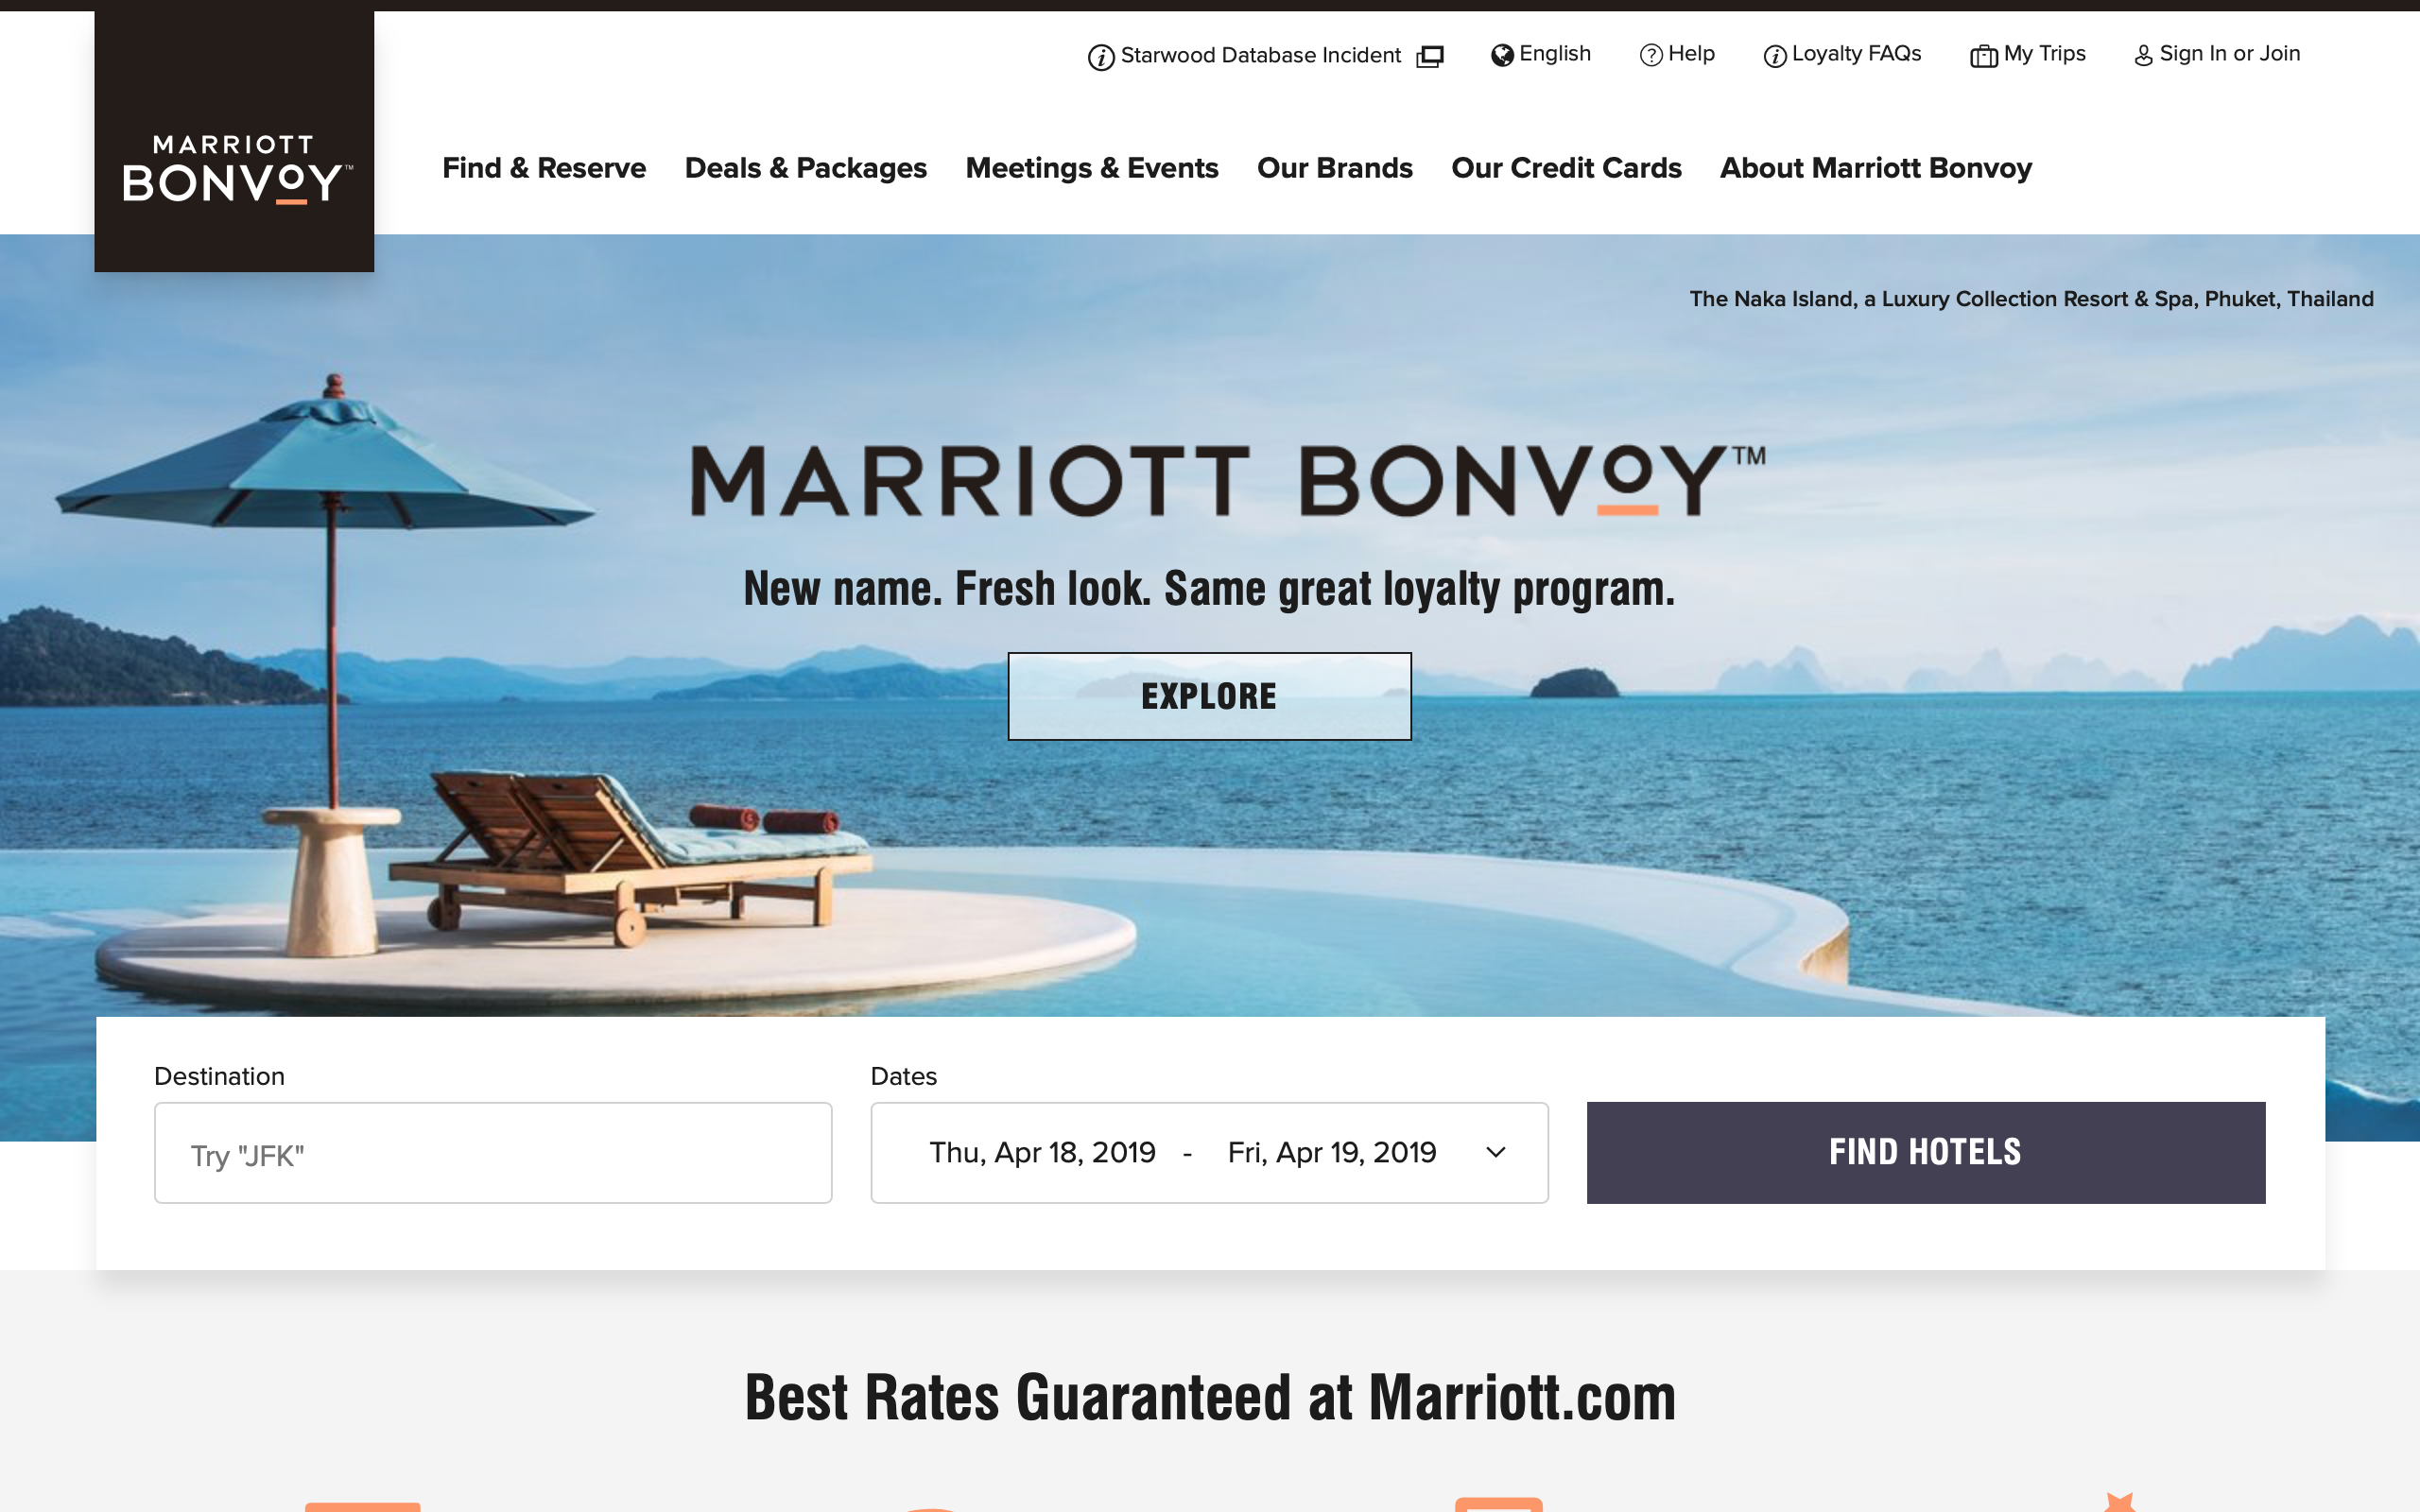 Starwood Database Incident English Help Loyalty FAQs My Trips Sign In or Join
MARRIOTT
BONVOY™
Find & Reserve Deals & Packages Meetings & Events Our Brands Our Credit Cards About Marriott Bonvoy
The Naka Island, a Luxury Collection Resort & Spa, Phuket, Thailand
MARRIOTT BONVOY™
New name. Fresh look. Same great loyalty program.
EXPLORE
Destination Dates
Try "JFK" Thu, Apr 18, 2019 - Fri, Apr 19, 2019 FIND HOTELS
Best Rates Guaranteed at Marriott.com